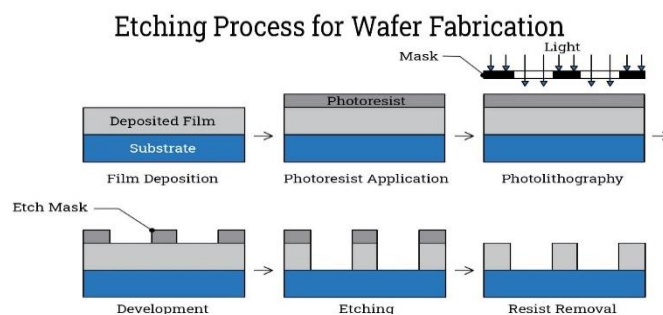 Etching Process for Wafer Fabrication
Light
Mask
Photoresist
Deposited Film
Substrate
Film Deposition
Photoresist Application
Photolithography
Etch Mask
Development
Etching
Resist Removal